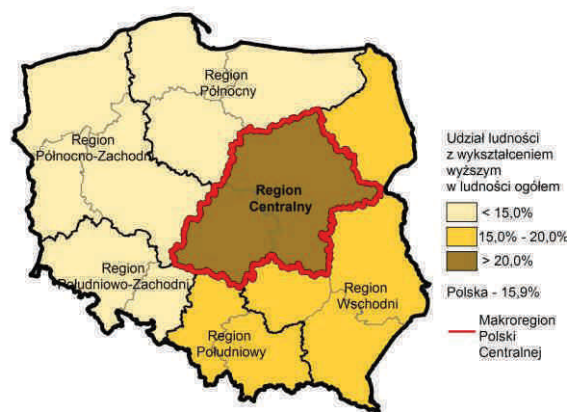 Region
Północny
Region
Północno-Zachodni
Region
Centralny
Region
Południowo-Zachodni
Region
Wschodni
Region
Południowy
Udział ludności
z wykształceniem
wyższym
w ludności ogółem
< 15,0%
15,0% - 20,0%
> 20,0%
Polska - 15,9%
Makroregion
Polski
Centralnej